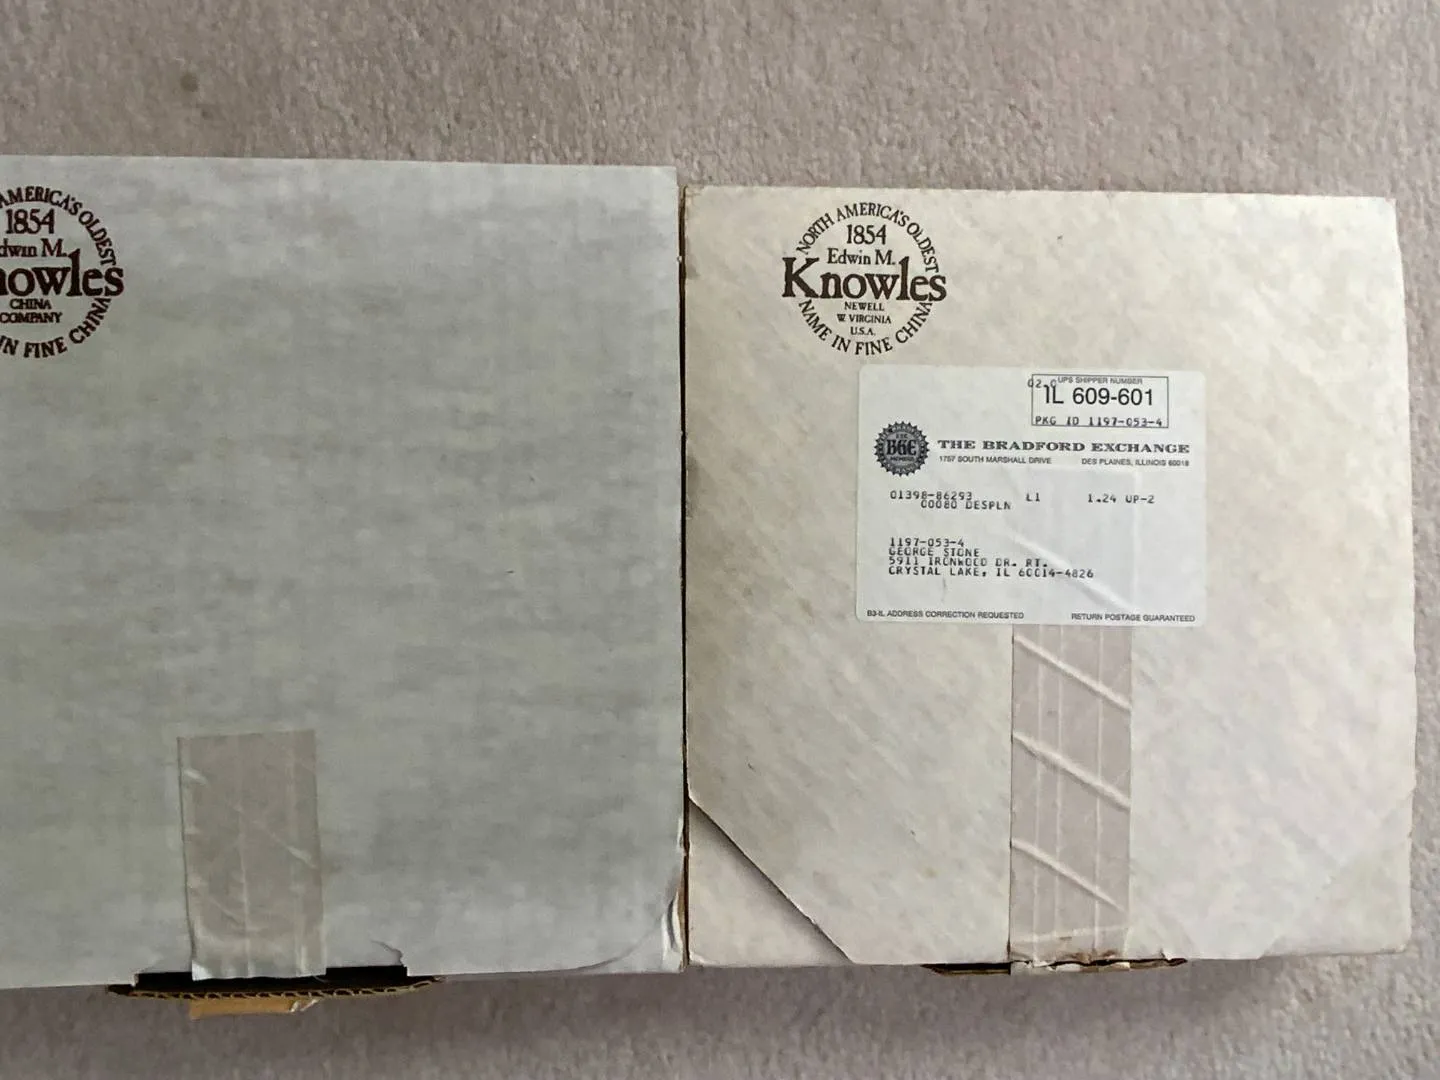 AMERICA'S OLDEST
1854
dwin M.
nowles
CHINA
COMPANY
IN FINE CHINA
NORTH AMERICA'S OLDEST
1854
Edwin M.
Knowles
NEWELL
W. VIRGINIA
U.S.A.
NAME IN FINE CHINA
02.0 UPS SHIPPER NUMBER
IL 609-601
PKG ID 1197-053-4
B&E
THE BRADFORD EXCHANGE
1757 SOUTH MARSHALL DRIVE DES PLAINES, ILLINOIS 60018
01398-86293 L1 1.24 UP-2
00080 DESPLN
1197-053-4
GEORGE STONE
5911 IRONWOOD DR. RT.
CRYSTAL LAKE, IL 60014-4826
B3-IL ADDRESS CORRECTION REQUESTED RETURN POSTAGE GUARANTEED